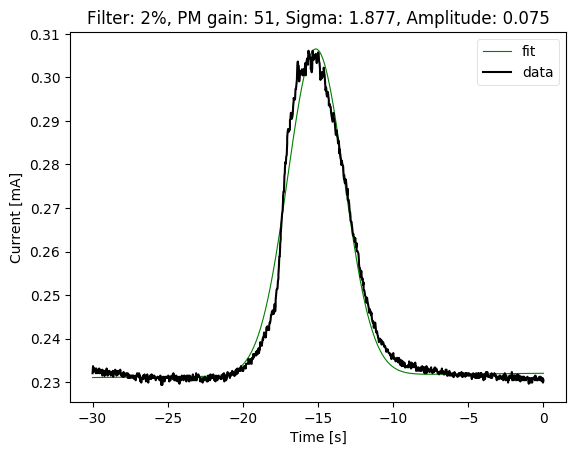 Filter: 2%, PM gain: 51, Sigma: 1.877, Amplitude: 0.075
fit
data
Current [mA]
0.31
0.30
0.29
0.28
0.27
0.26
0.25
0.24
0.23
−30 −25 −20 −15 −10 −5 0
Time [s]